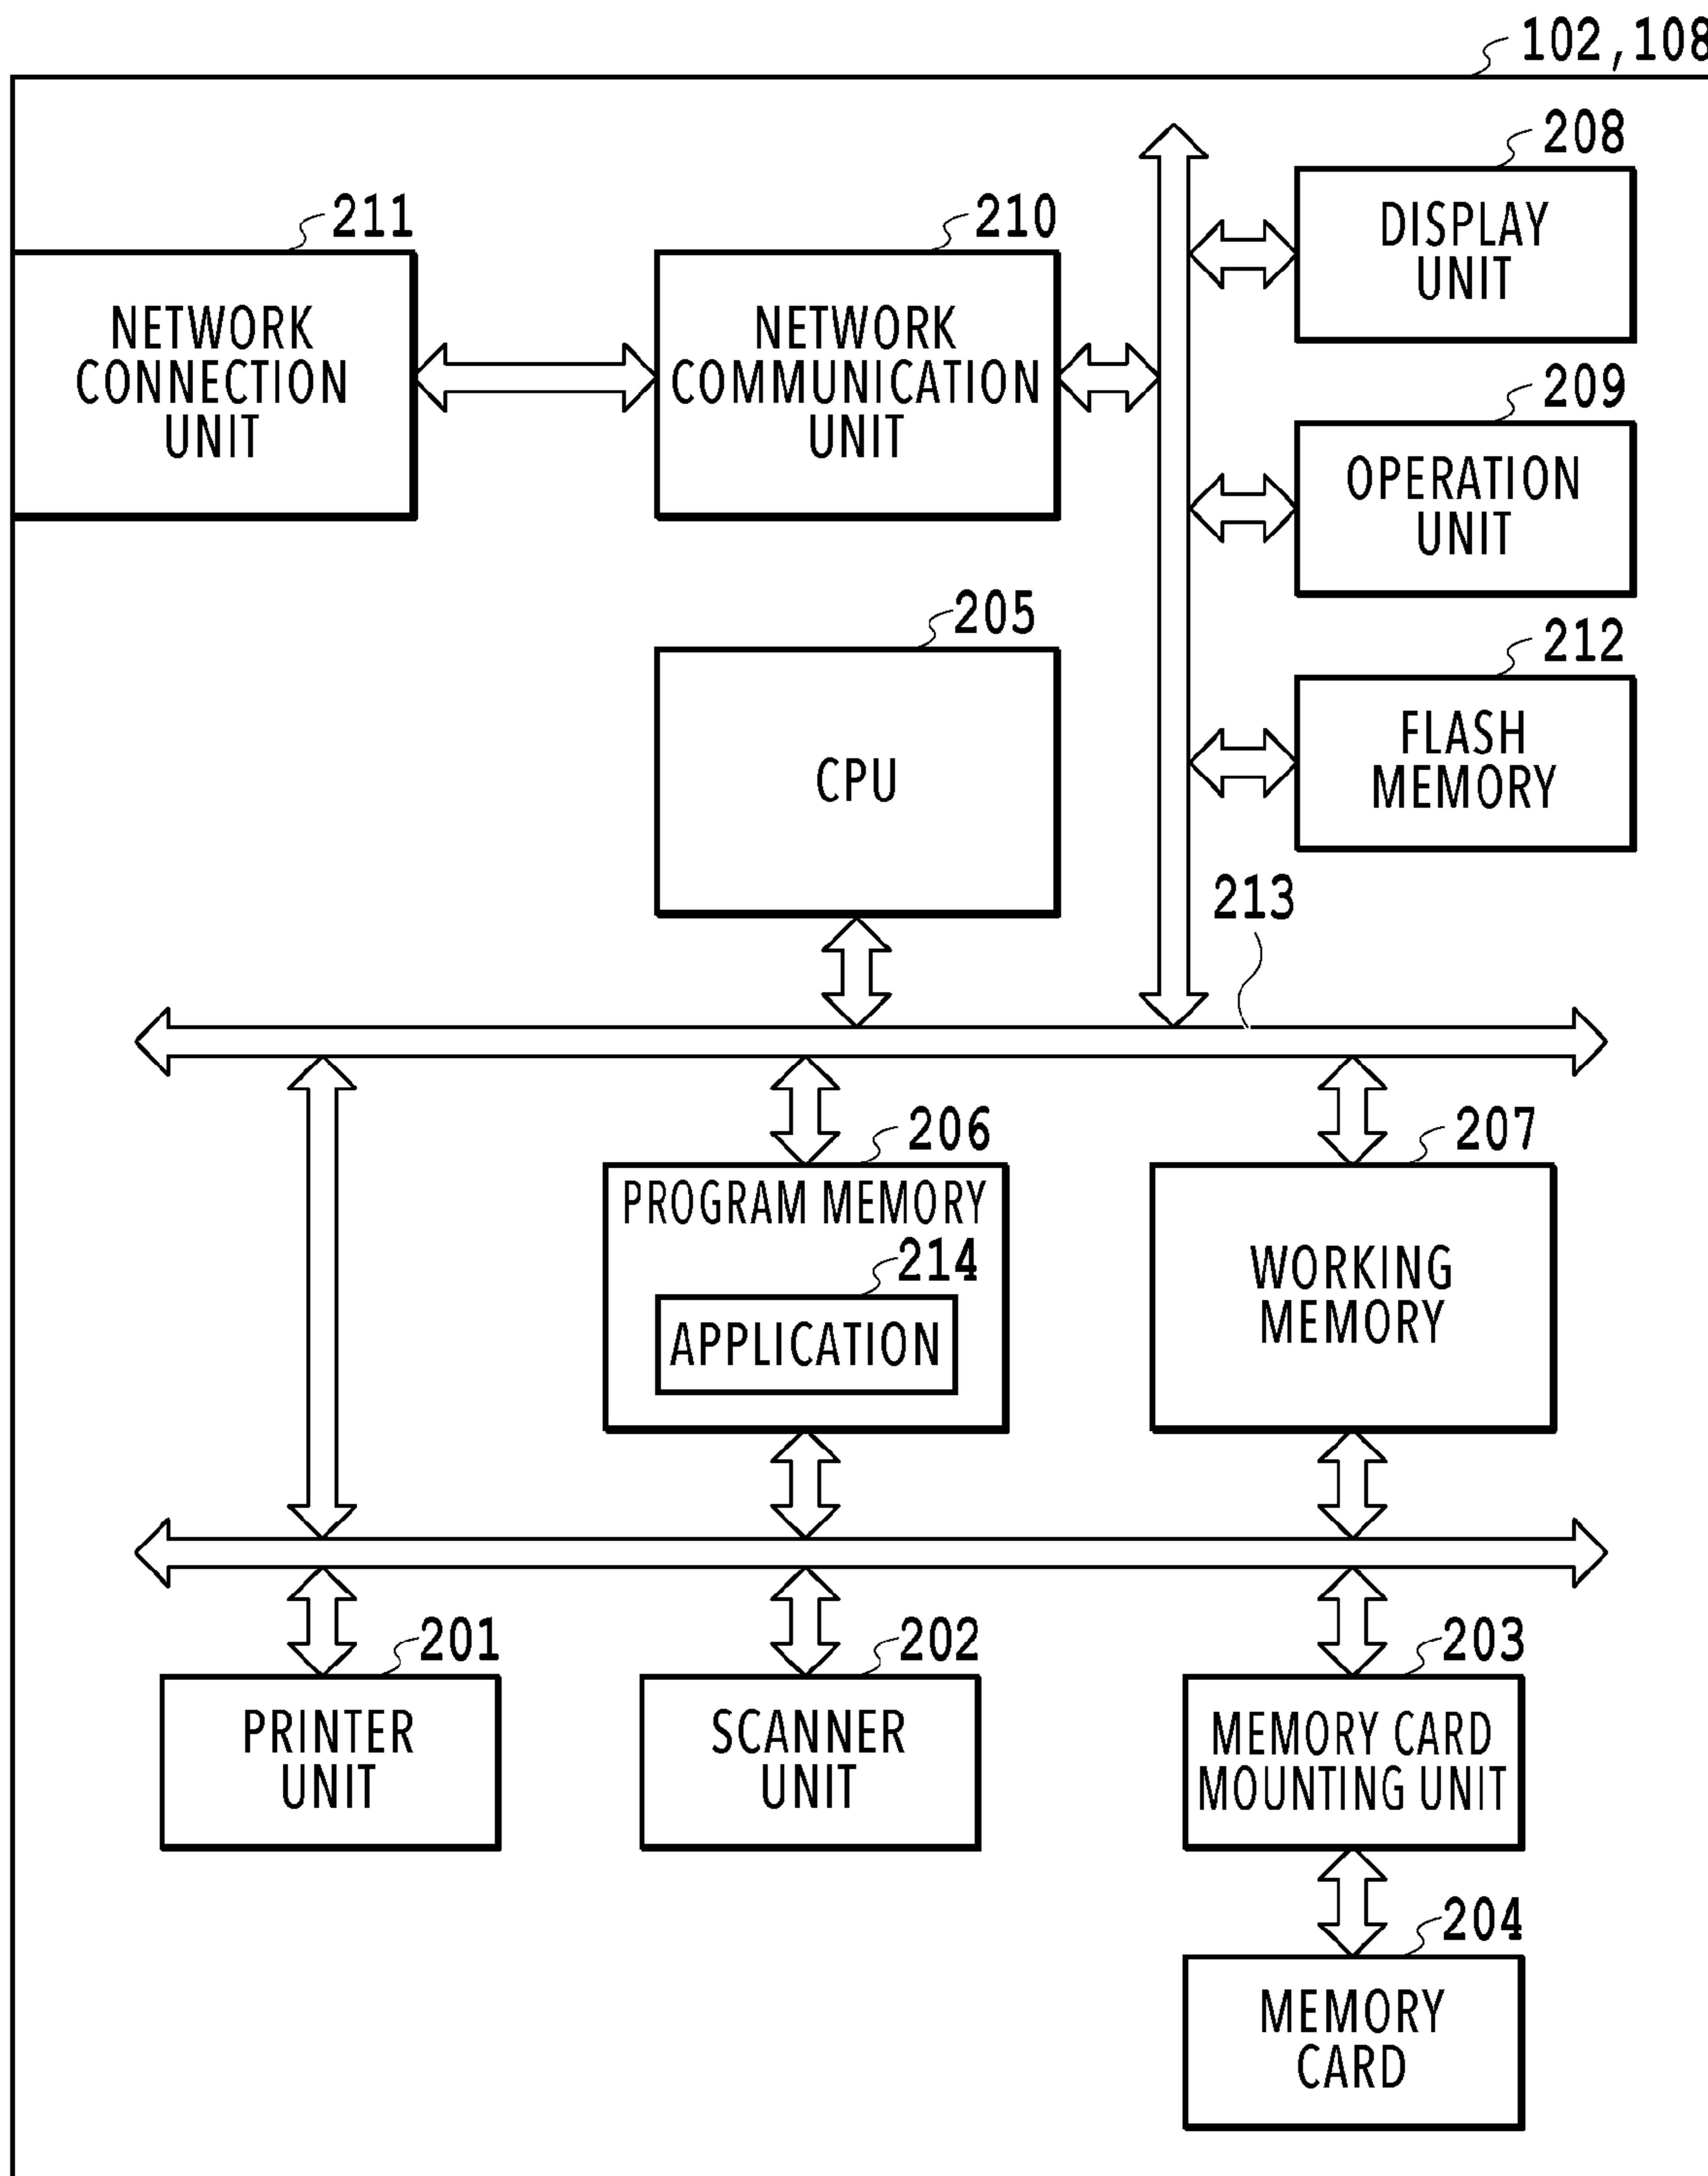 102,108
208
DISPLAY
UNIT
211
NETWORK
CONNECTION
UNIT
210
NETWORK
COMMUNICATION
UNIT
209
OPERATION
UNIT
205
CPU
212
FLASH
MEMORY
213
206
PROGRAM MEMORY
214
APPLICATION
207
WORKING
MEMORY
201
PRINTER
UNIT
202
SCANNER
UNIT
203
MEMORY CARD
MOUNTING UNIT
204
MEMORY
CARD